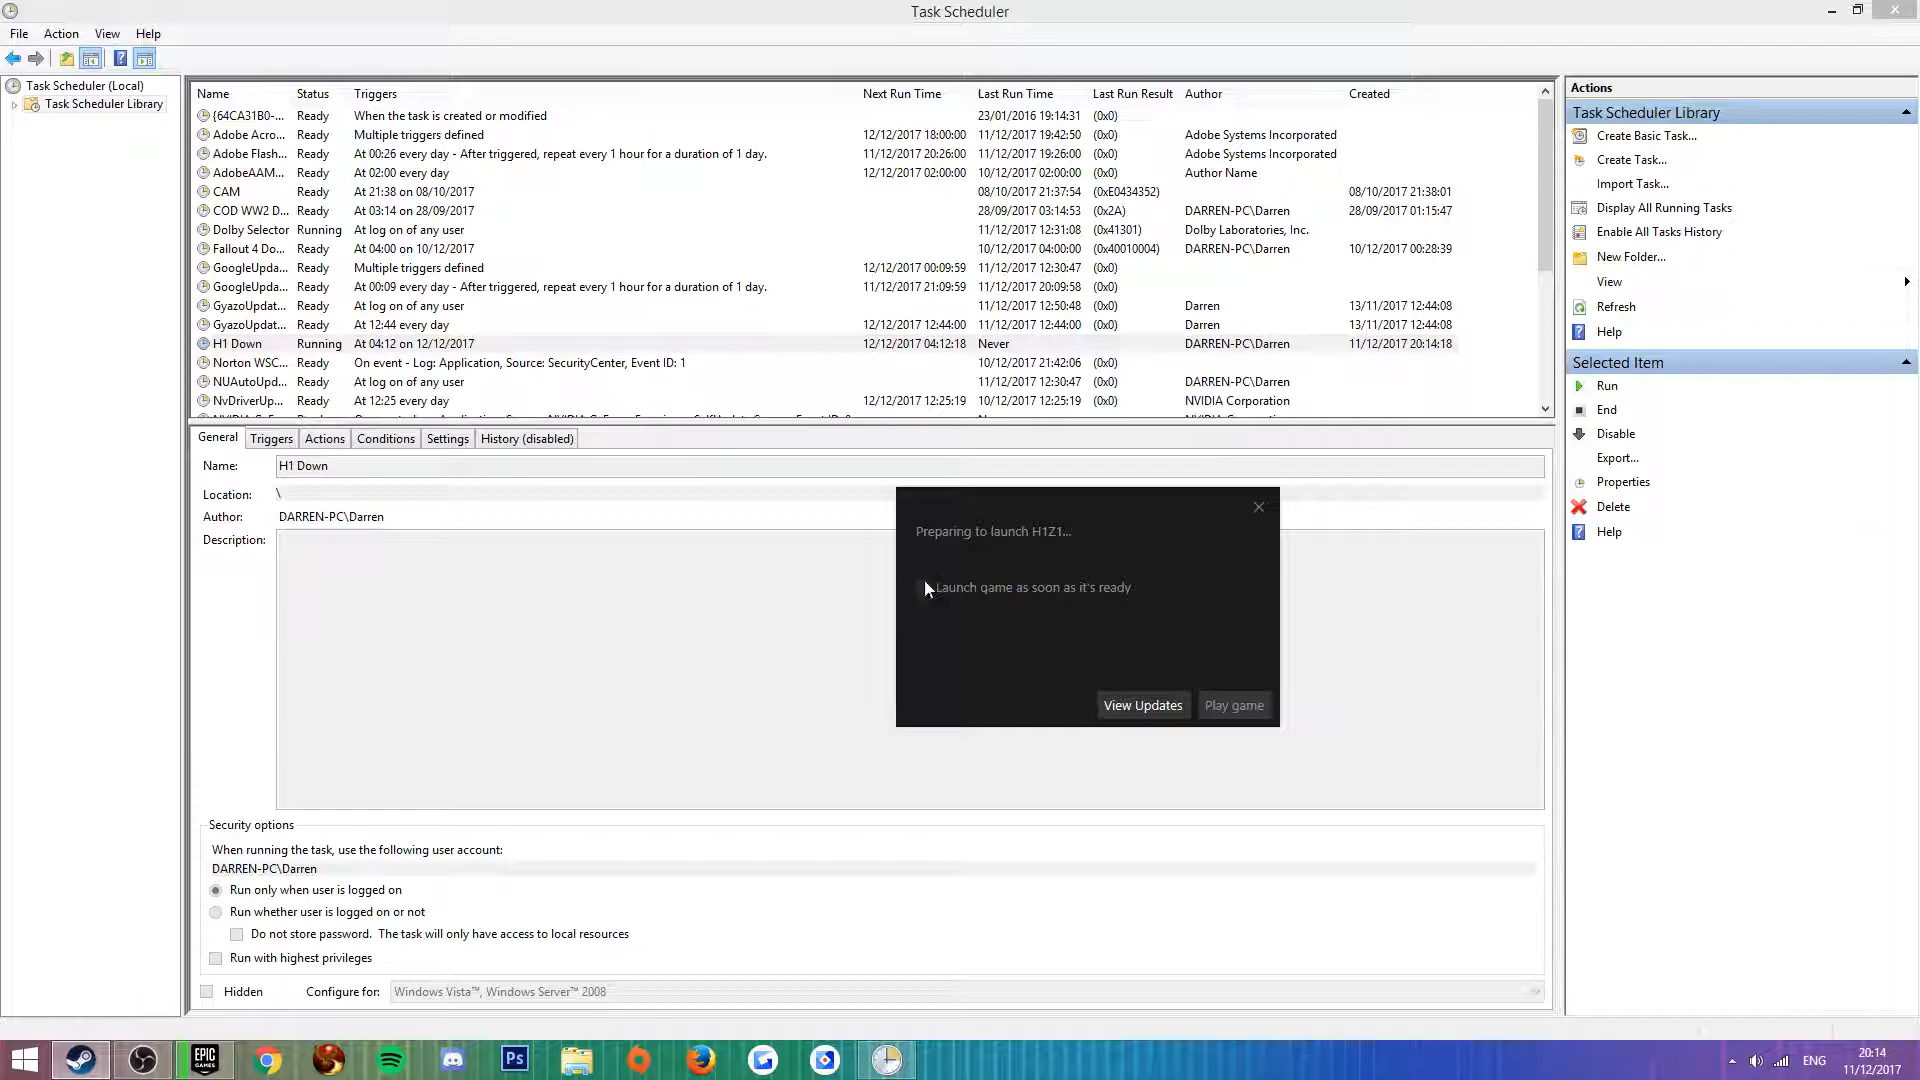 Task Scheduler
File Action View Help
Task Scheduler (Local)
Task Scheduler Library
Name Status Triggers Next Run Time Last Run Time Last Run Result Author Created
{64CA31B0-... Ready When the task is created or modified 23/01/2016 19:14:31 (0x0)
Adobe Acro... Ready Multiple triggers defined 12/12/2017 18:00:00 11/12/2017 19:42:50 (0x0) Adobe Systems Incorporated
Adobe Flash... Ready At 00:26 every day - After triggered, repeat every 1 hour for a duration of 1 day. 11/12/2017 20:26:00 11/12/2017 19:26:00 (0x0) Adobe Systems Incorporated
AdobeAAM... Ready At 02:00 every day 12/12/2017 02:00:00 10/12/2017 02:00:00 (0x0) Author Name
CAM Ready At 21:38 on 08/10/2017 08/10/2017 21:37:54 (0xE0434352) 08/10/2017 21:38:01
COD WW2 D... Ready At 03:14 on 28/09/2017 28/09/2017 03:14:53 (0x2A) DARREN-PC\Darren 28/09/2017 01:15:47
Dolby Selector Running At log on of any user 11/12/2017 12:31:08 (0x41301) Dolby Laboratories, Inc.
Fallout 4 Do... Ready At 04:00 on 10/12/2017 10/12/2017 04:00:00 (0x40010004) DARREN-PC\Darren 10/12/2017 00:28:39
GoogleUpda... Ready Multiple triggers defined 12/12/2017 00:09:59 11/12/2017 12:30:47 (0x0)
GoogleUpda... Ready At 00:09 every day - After triggered, repeat every 1 hour for a duration of 1 day. 11/12/2017 21:09:59 11/12/2017 20:09:58 (0x0)
GyazoUpdat... Ready At log on of any user 11/12/2017 12:50:48 (0x0) Darren 13/11/2017 12:44:08
GyazoUpdat... Ready At 12:44 every day 12/12/2017 12:44:00 11/12/2017 12:44:00 (0x0) Darren 13/11/2017 12:44:08
H1 Down Running At 04:12 on 12/12/2017 12/12/2017 04:12:18 Never DARREN-PC\Darren 11/12/2017 20:14:18
Norton WSC... Ready On event - Log: Application, Source: SecurityCenter, Event ID: 1 10/12/2017 21:42:06 (0x0)
NUAutoUpd... Ready At log on of any user 11/12/2017 12:30:47 (0x0) DARREN-PC\Darren
NvDriverUp... Ready At 12:25 every day 12/12/2017 12:25:19 10/12/2017 12:25:19 (0x0) NVIDIA Corporation
General Triggers Actions Conditions Settings History (disabled)
Name: H1 Down
Location: \
Author: DARREN-PC\Darren
Description:
Preparing to launch H1Z1...
Launch game as soon as it's ready
View Updates Play game
Security options
When running the task, use the following user account:
DARREN-PC\Darren
Run only when user is logged on
Run whether user is logged on or not
Do not store password. The task will only have access to local resources
Run with highest privileges
Hidden Configure for: Windows Vista™, Windows Server™ 2008
Actions
Task Scheduler Library
Create Basic Task...
Create Task...
Import Task...
Display All Running Tasks
Enable All Tasks History
New Folder...
View
Refresh
Help
Selected Item
Run
End
Disable
Export...
Properties
Delete
Help
EPIC GAMES
Ps
ENG
20:14
11/12/2017